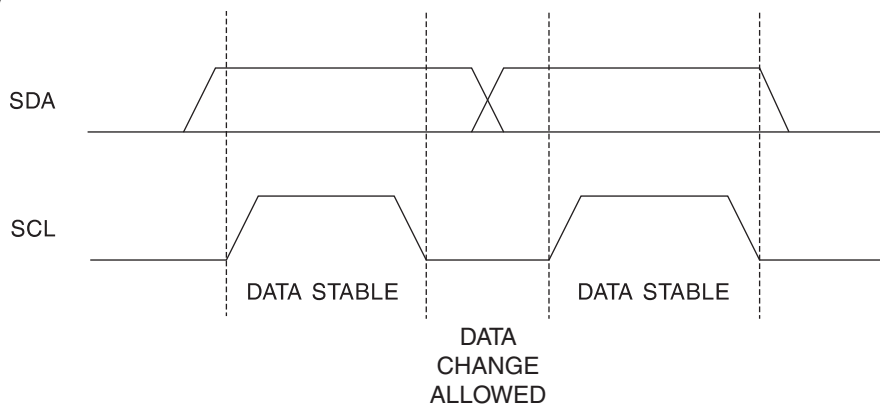 SDA
SCL
DATA STABLE
DATA STABLE
DATA
CHANGE
ALLOWED